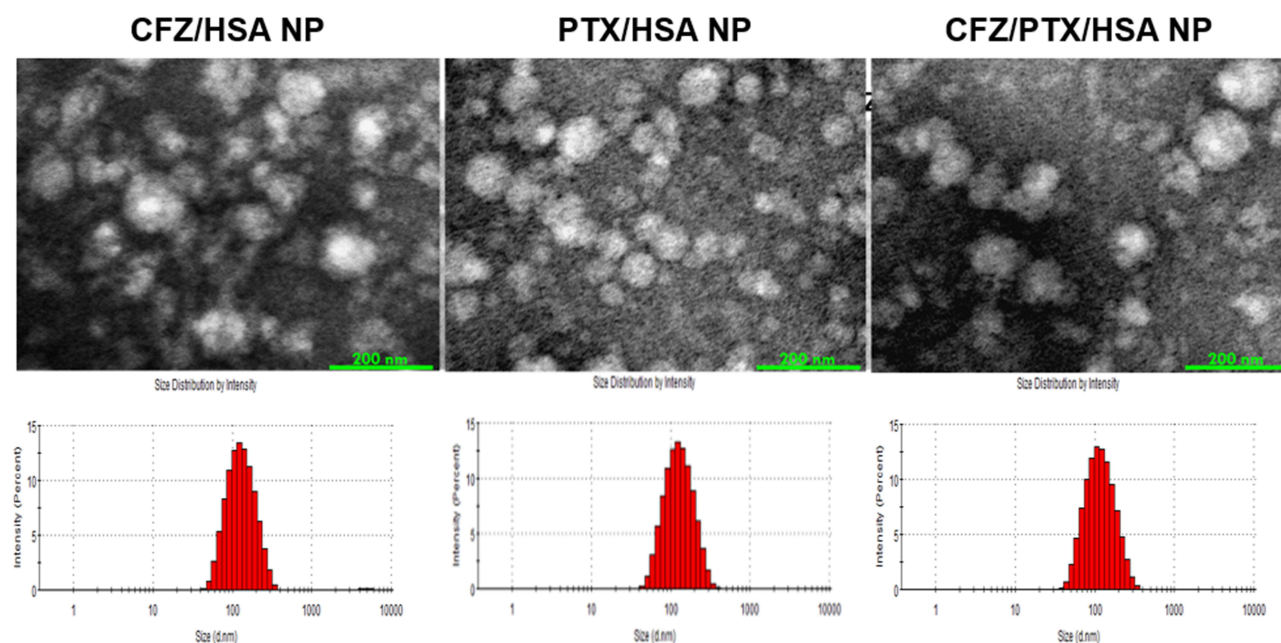 CFZ/HSA NP
PTX/HSA NP
CFZ/PTX/HSA NP
200 nm
200 nm
200 nm
Size Distribution by Intensity
Size Distribution by Intensity
Size Distribution by Intensity
Intensity (Percent)
15
10
5
0
1 10 100 1000 10000
Size (d.nm)
Intensity (Percent)
15
10
5
0
1 10 100 1000 10000
Size (d.nm)
Intensity (Percent)
15
10
5
0
1 10 100 1000 10000
Size (d.nm)